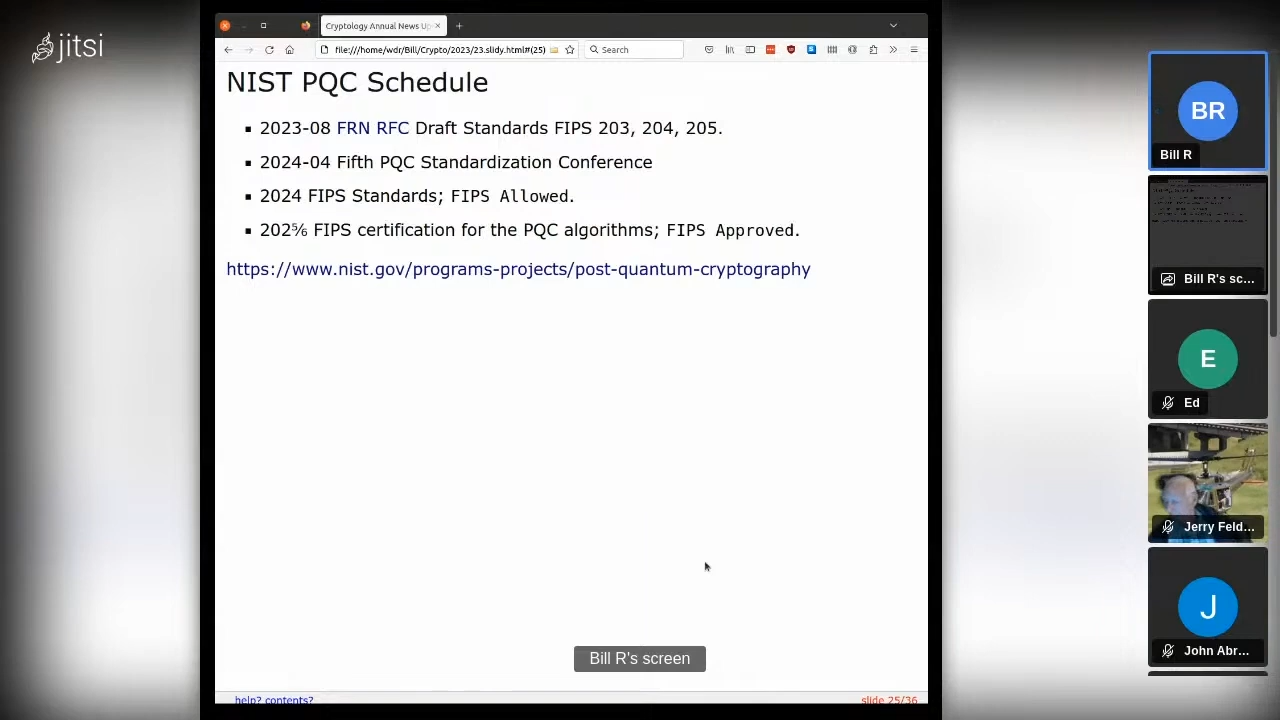 jitsi
Cryptology Annual News Up
file:///home/wdr/Bill/Crypto/2023/23.slidy.html#(25)
Search
NIST PQC Schedule
2023-08 FRN RFC Draft Standards FIPS 203, 204, 205.
2024-04 Fifth PQC Standardization Conference
2024 FIPS Standards; FIPS Allowed.
202⅚ FIPS certification for the PQC algorithms; FIPS Approved.
https://www.nist.gov/programs-projects/post-quantum-cryptography
Bill R's screen
help? contents?
slide 25/36
BR
Bill R
Bill R's sc...
E
Ed
Jerry Feld...
J
John Abr...